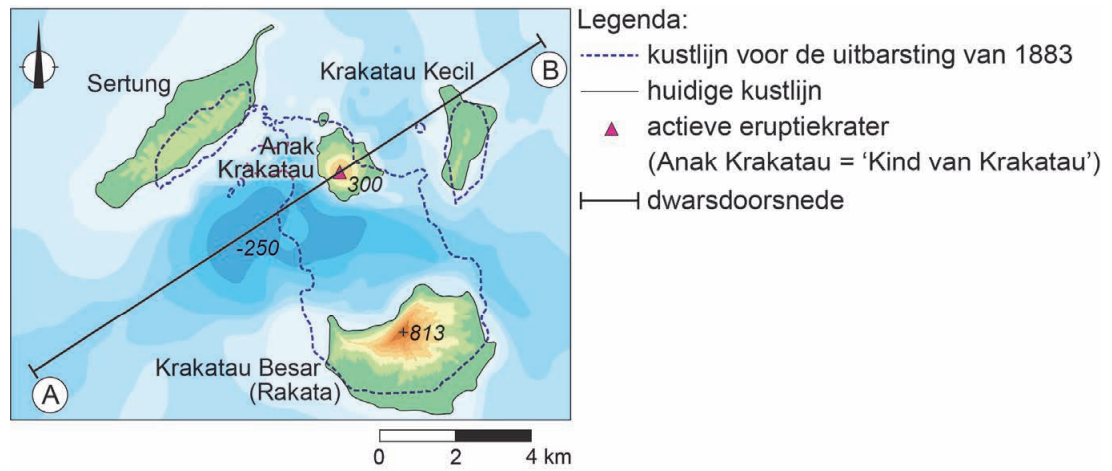 Sertung
Krakatau Kecil
B
Anak
Krakatau
300
-250
+813
Krakatau Besar
(Rakata)
A
0 2 4 km
Legenda:
kustlijn voor de uitbarsting van 1883
huidige kustlijn
actieve eruptiekrater
(Anak Krakatau = ‘Kind van Krakatau’)
dwarsdoorsnede